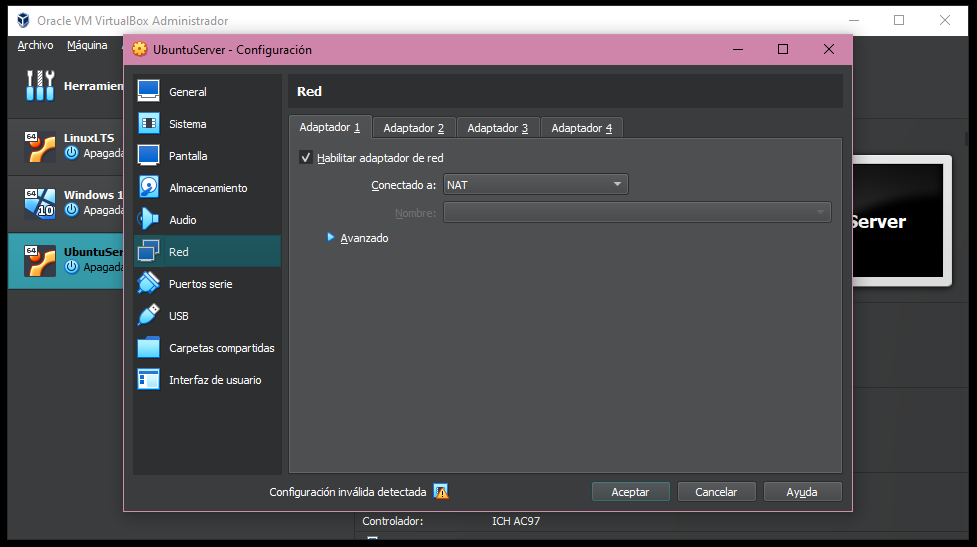 Oracle VM VirtualBox Administrador
Archivo Máquina
UbuntuServer - Configuración
LinuxLTS
Apagada
Windows 1
Apagada
Apagada
General
Sistema
Pantalla
Almacenamiento
Audio
Red
Puertos serie
USB
Carpetas compartidas
Interfaz de usuario
Red
Adaptador 1 Adaptador 2 Adaptador 3 Adaptador 4
Habilitar adaptador de red
Conectado a: NAT
Nombre:
Avanzado
Server
Configuración inválida detectada Aceptar Cancelar Ayuda
Controlador: ICH AC97